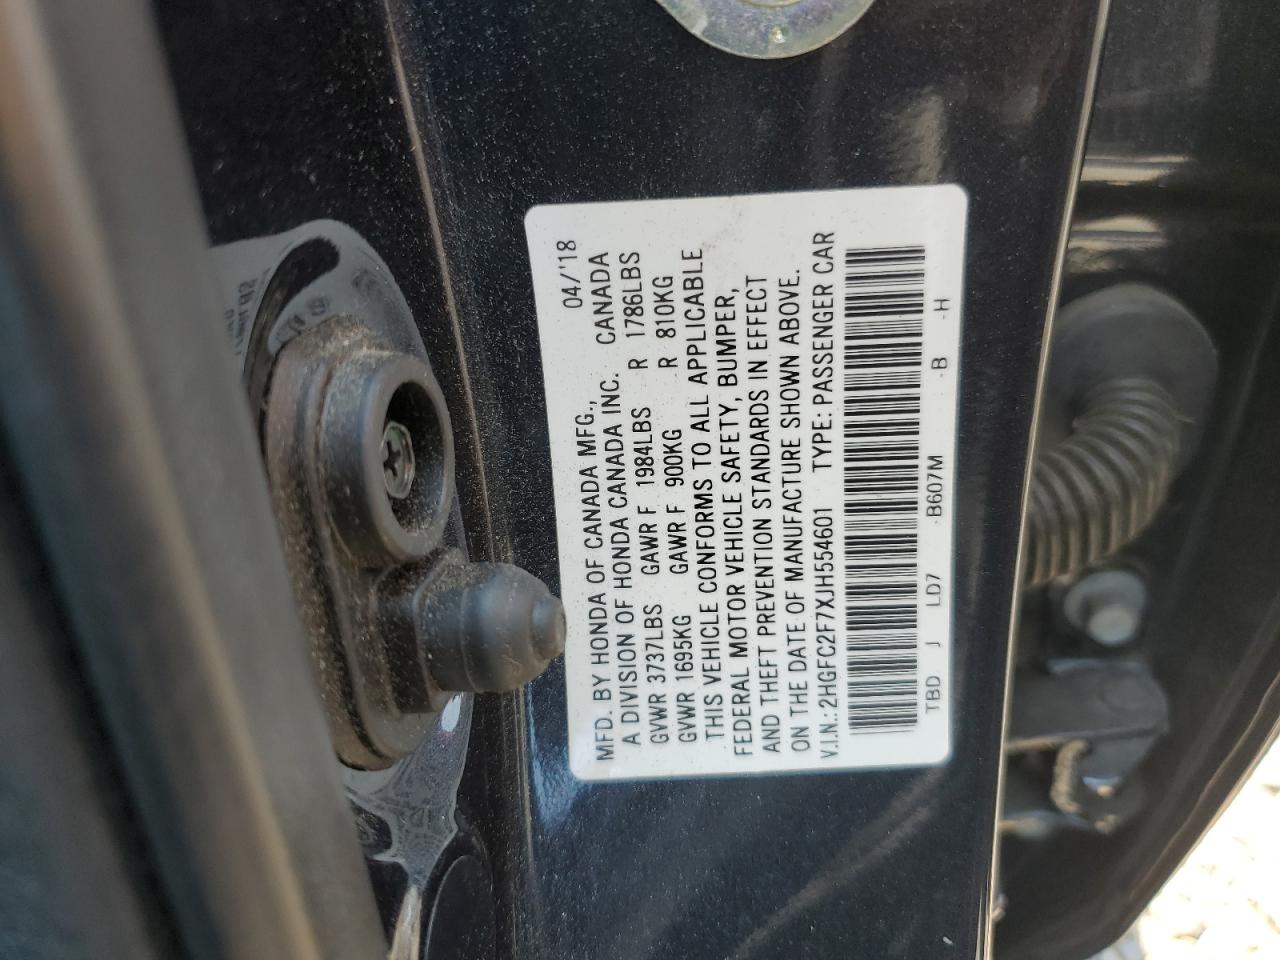 04/'18
MFD. BY HONDA OF CANADA MFG.,
A DIVISION OF HONDA CANADA INC. CANADA
GVWR 3737LBS GAWR F 1984LBS R 1786LBS
GVWR 1695KG GAWR F 900KG R 810KG
THIS VEHICLE CONFORMS TO ALL APPLICABLE
FEDERAL MOTOR VEHICLE SAFETY, BUMPER,
AND THEFT PREVENTION STANDARDS IN EFFECT
ON THE DATE OF MANUFACTURE SHOWN ABOVE.
V.I.N.: 2HGFC2F7XJH554601 TYPE: PASSENGER CAR
TBD J LD7 -B607M -B -H